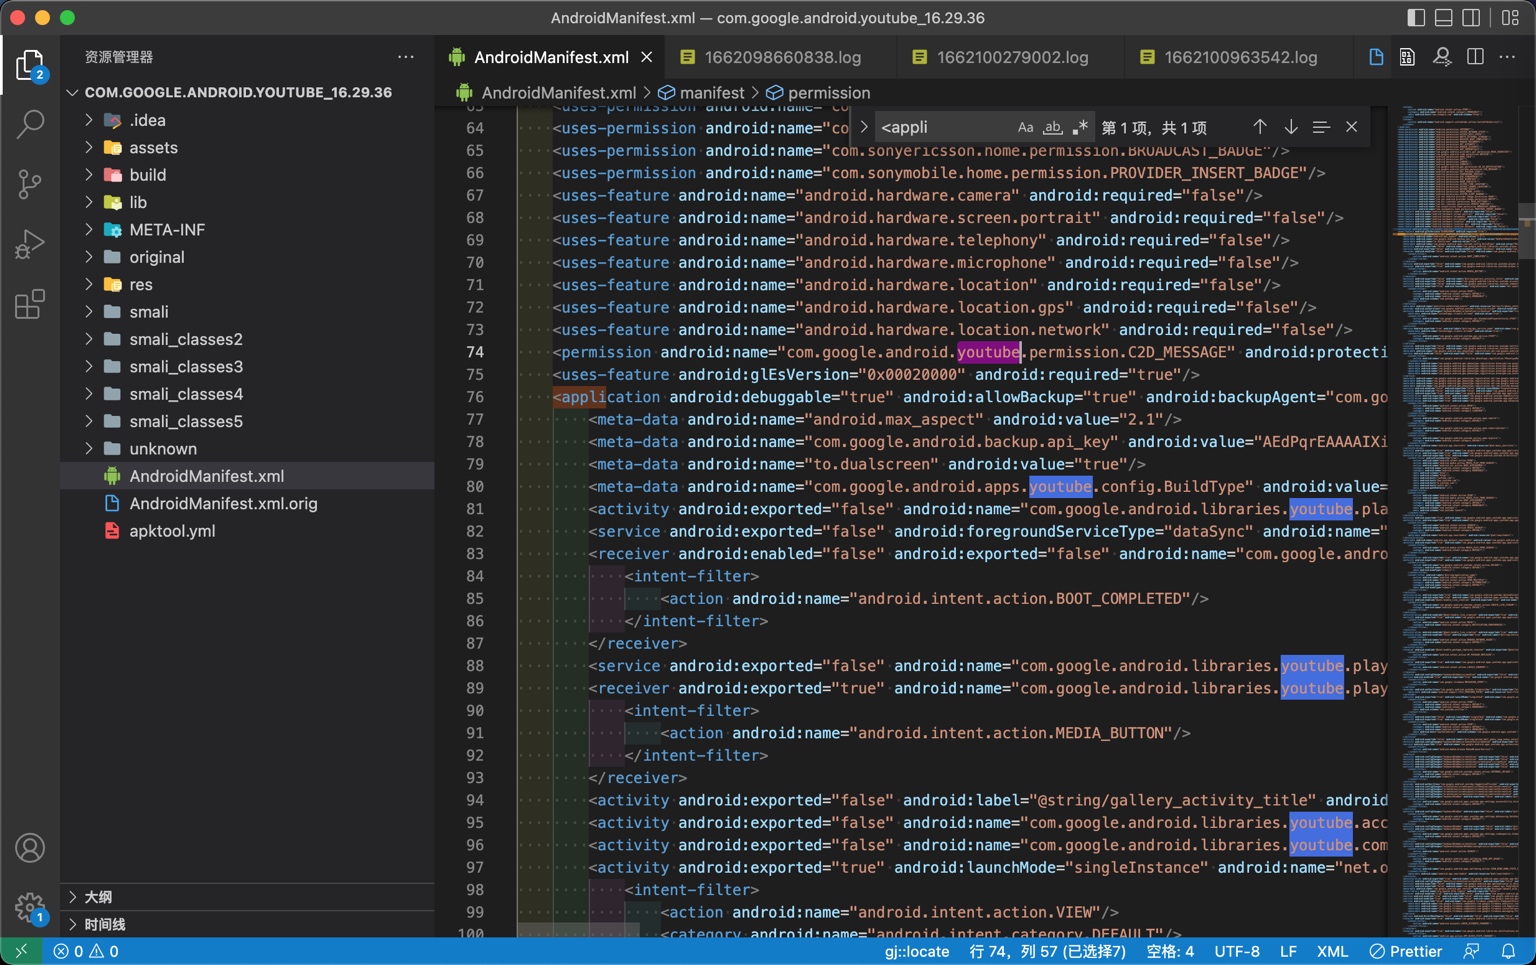 AndroidManifest.xml — com.google.android.youtube_16.29.36
资源管理器
COM.GOOGLE.ANDROID.YOUTUBE_16.29.36
.idea
assets
build
lib
META-INF
original
res
smali
smali_classes2
smali_classes3
smali_classes4
smali_classes5
unknown
AndroidManifest.xml
AndroidManifest.xml.orig
apktool.yml
大纲
时间线
2
1
AndroidManifest.xml
1662098660838.log
1662100279002.log
1662100963542.log
AndroidManifest.xml > manifest > permission
<appli
Aa ab .* 第 1 项，共 1 项
63 <uses-permission android:name="co
64 <uses-permission android:name="co
65 <uses-permission android:name="com.sonyericsson.home.permission.BROADCAST_BADGE"/>
66 <uses-permission android:name="com.sonymobile.home.permission.PROVIDER_INSERT_BADGE"/>
67 <uses-feature android:name="android.hardware.camera" android:required="false"/>
68 <uses-feature android:name="android.hardware.screen.portrait" android:required="false"/>
69 <uses-feature android:name="android.hardware.telephony" android:required="false"/>
70 <uses-feature android:name="android.hardware.microphone" android:required="false"/>
71 <uses-feature android:name="android.hardware.location" android:required="false"/>
72 <uses-feature android:name="android.hardware.location.gps" android:required="false"/>
73 <uses-feature android:name="android.hardware.location.network" android:required="false"/>
74 <permission android:name="com.google.android.youtube.permission.C2D_MESSAGE" android:protecti
75 <uses-feature android:glEsVersion="0x00020000" android:required="true"/>
76 <application android:debuggable="true" android:allowBackup="true" android:backupAgent="com.go
77 <meta-data android:name="android.max_aspect" android:value="2.1"/>
78 <meta-data android:name="com.google.android.backup.api_key" android:value="AEdPqrEAAAAIXi
79 <meta-data android:name="to.dualscreen" android:value="true"/>
80 <meta-data android:name="com.google.android.apps.youtube.config.BuildType" android:value=
81 <activity android:exported="false" android:name="com.google.android.libraries.youtube.pla
82 <service android:exported="false" android:foregroundServiceType="dataSync" android:name="
83 <receiver android:enabled="false" android:exported="false" android:name="com.google.andro
84 <intent-filter>
85 <action android:name="android.intent.action.BOOT_COMPLETED"/>
86 </intent-filter>
87 </receiver>
88 <service android:exported="false" android:name="com.google.android.libraries.youtube.play
89 <receiver android:exported="true" android:name="com.google.android.libraries.youtube.play
90 <intent-filter>
91 <action android:name="android.intent.action.MEDIA_BUTTON"/>
92 </intent-filter>
93 </receiver>
94 <activity android:exported="false" android:label="@string/gallery_activity_title" android
95 <activity android:exported="false" android:name="com.google.android.libraries.youtube.acc
96 <activity android:exported="false" android:name="com.google.android.libraries.youtube.com
97 <activity android:exported="true" android:launchMode="singleInstance" android:name="net.o
98 <intent-filter>
99 <action android:name="android.intent.action.VIEW"/>
100 <category android:name="android.intent.category.DEFAULT"/>
0 0
gj::locate 行 74，列 57 (已选择7) 空格: 4 UTF-8 LF XML Prettier